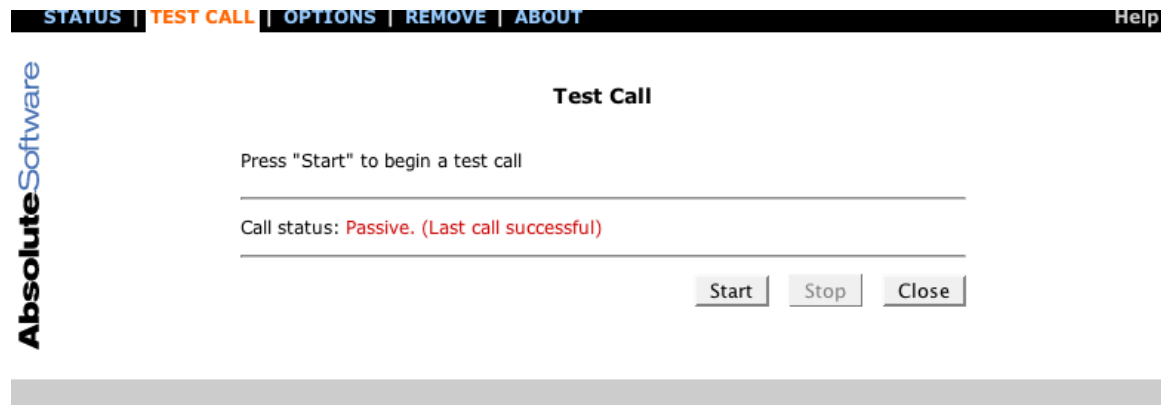 STATUS | TEST CALL | OPTIONS | REMOVE | ABOUT Help
AbsoluteSoftware
Test Call
Press "Start" to begin a test call
Call status: Passive. (Last call successful)
Start Stop Close